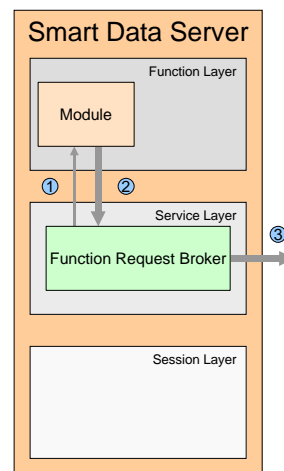 Smart Data Server
Function Layer
Module
① ②
Service Layer
③
Function Request Broker
Session Layer